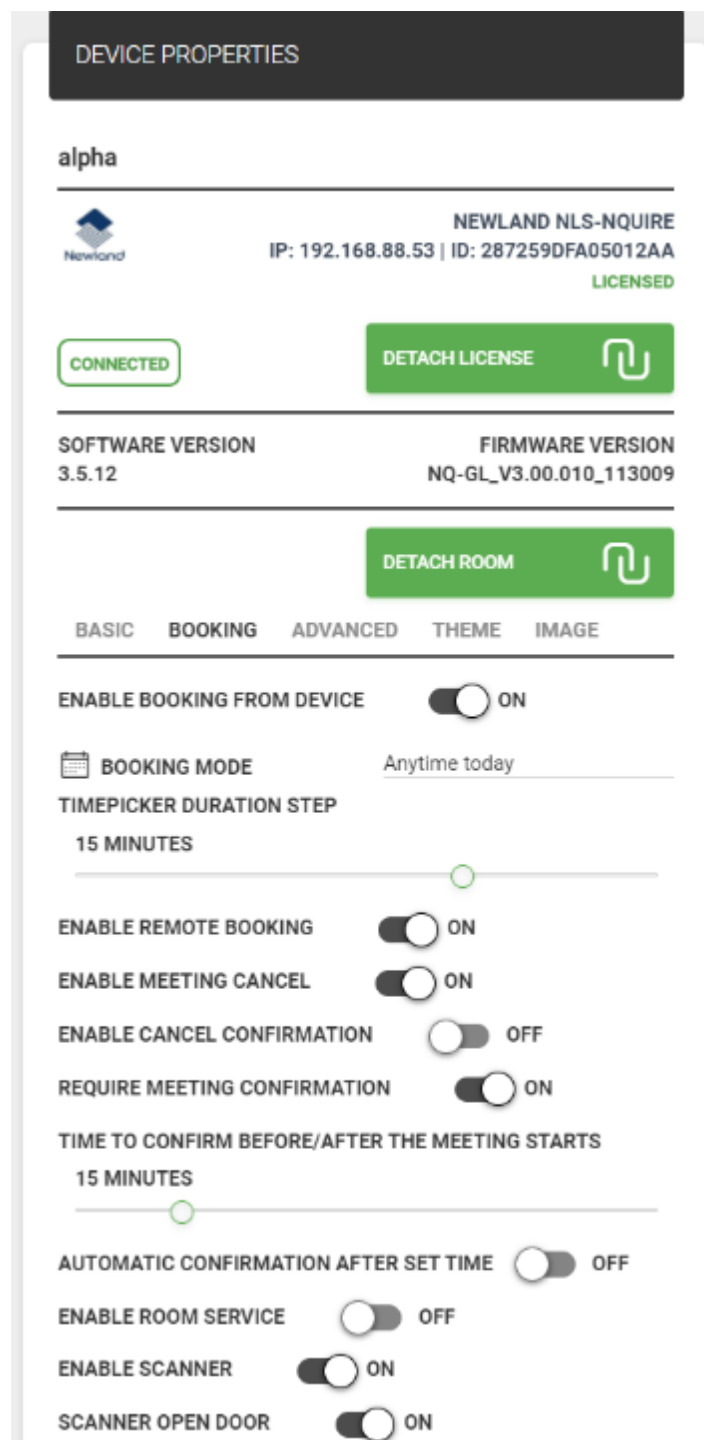 DEVICE PROPERTIES
alpha
Newland
NEWLAND NLS-NQUIRE
IP: 192.168.88.53 | ID: 287259DFA05012AA
LICENSED
CONNECTED
DETACH LICENSE
SOFTWARE VERSION
3.5.12
FIRMWARE VERSION
NQ-GL_V3.00.010_113009
DETACH ROOM
BASIC BOOKING ADVANCED THEME IMAGE
ENABLE BOOKING FROM DEVICE ON
BOOKING MODE Anytime today
TIMEPICKER DURATION STEP
15 MINUTES
ENABLE REMOTE BOOKING ON
ENABLE MEETING CANCEL ON
ENABLE CANCEL CONFIRMATION OFF
REQUIRE MEETING CONFIRMATION ON
TIME TO CONFIRM BEFORE/AFTER THE MEETING STARTS
15 MINUTES
AUTOMATIC CONFIRMATION AFTER SET TIME OFF
ENABLE ROOM SERVICE OFF
ENABLE SCANNER ON
SCANNER OPEN DOOR ON